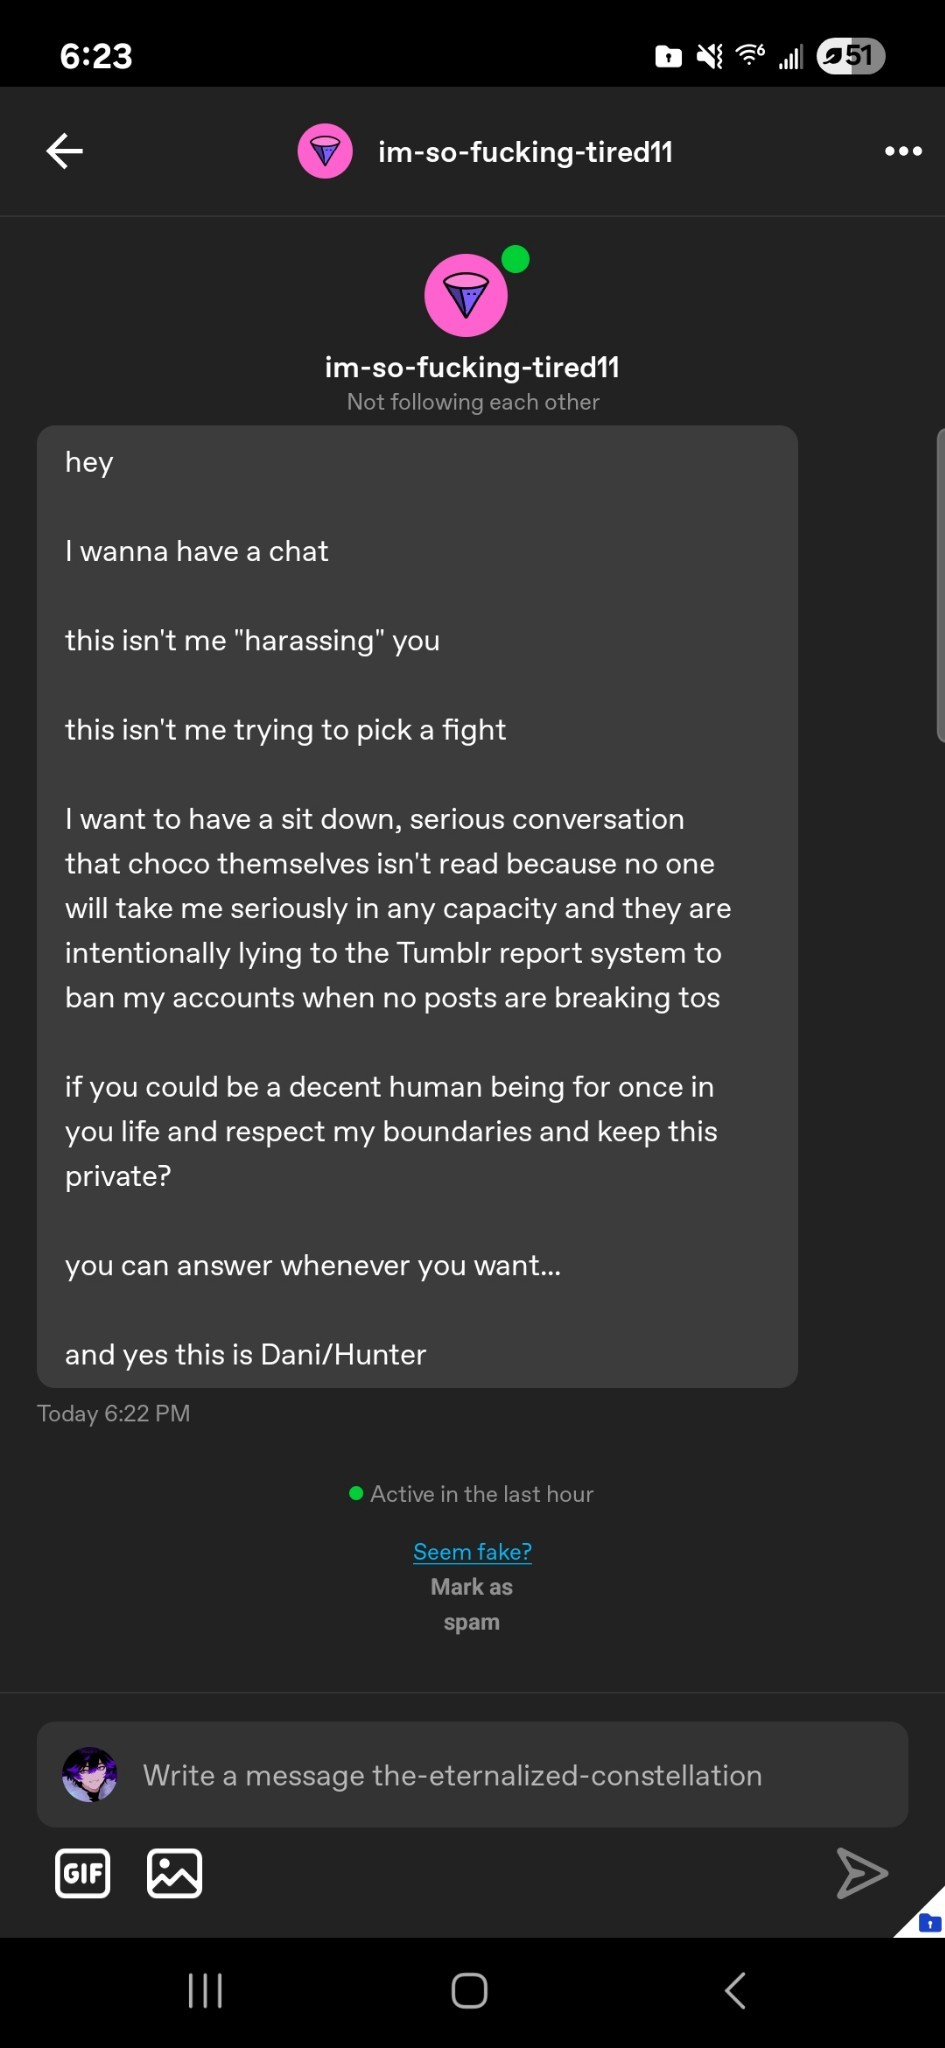 6:23
6
51
im-so-fucking-tired11
im-so-fucking-tired11
Not following each other
hey
I wanna have a chat
this isn't me "harassing" you
this isn't me trying to pick a fight
I want to have a sit down, serious conversation
that choco themselves isn't read because no one
will take me seriously in any capacity and they are
intentionally lying to the Tumblr report system to
ban my accounts when no posts are breaking tos
if you could be a decent human being for once in
you life and respect my boundaries and keep this
private?
you can answer whenever you want...
and yes this is Dani/Hunter
Today 6:22 PM
Active in the last hour
Seem fake?
Mark as
spam
Write a message the-eternalized-constellation
GIF